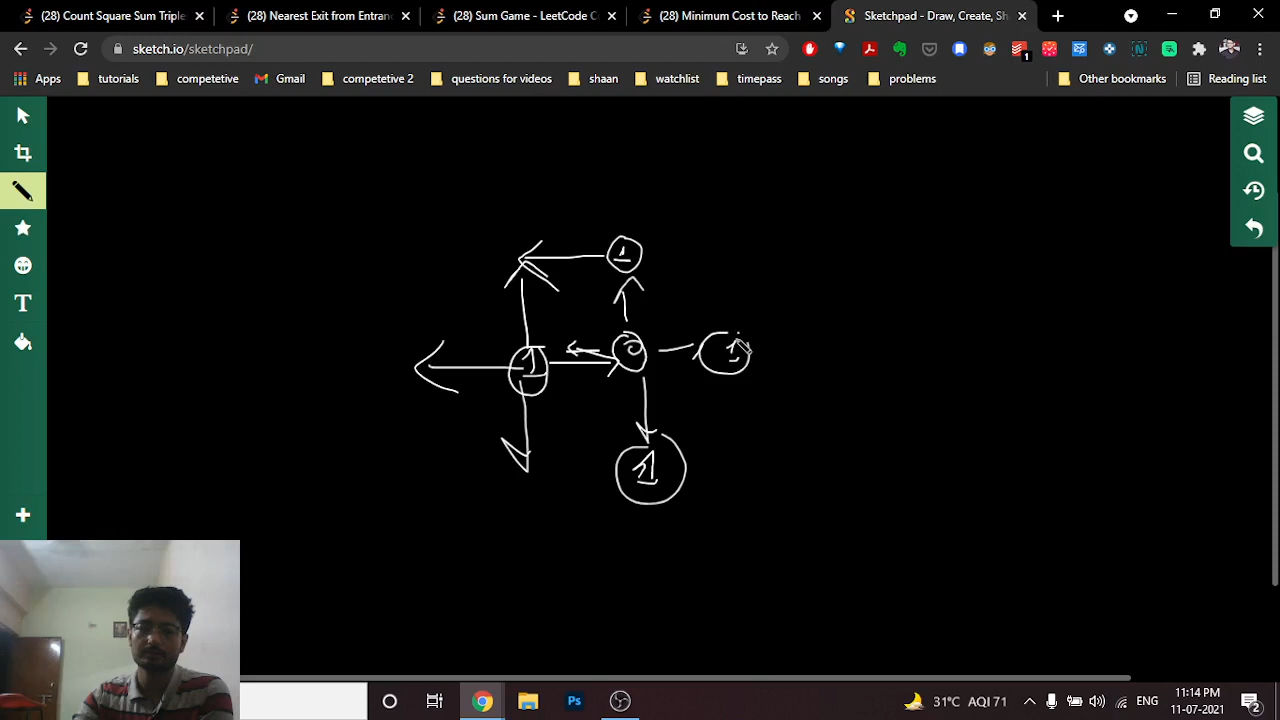 (28) Count Square Sum Triple
(28) Nearest Exit from Entran
(28) Sum Game - LeetCode C
(28) Minimum Cost to Reach
Sketchpad - Draw, Create, Sh
sketch.io/sketchpad/
1
Apps
tutorials
competetive
Gmail
competetive 2
questions for videos
shaan
watchlist
timepass
songs
problems
Other bookmarks
Reading list
T
1
1
0
1
1
Ps
31°C AQI 71
ENG
11:14 PM
11-07-2021
2